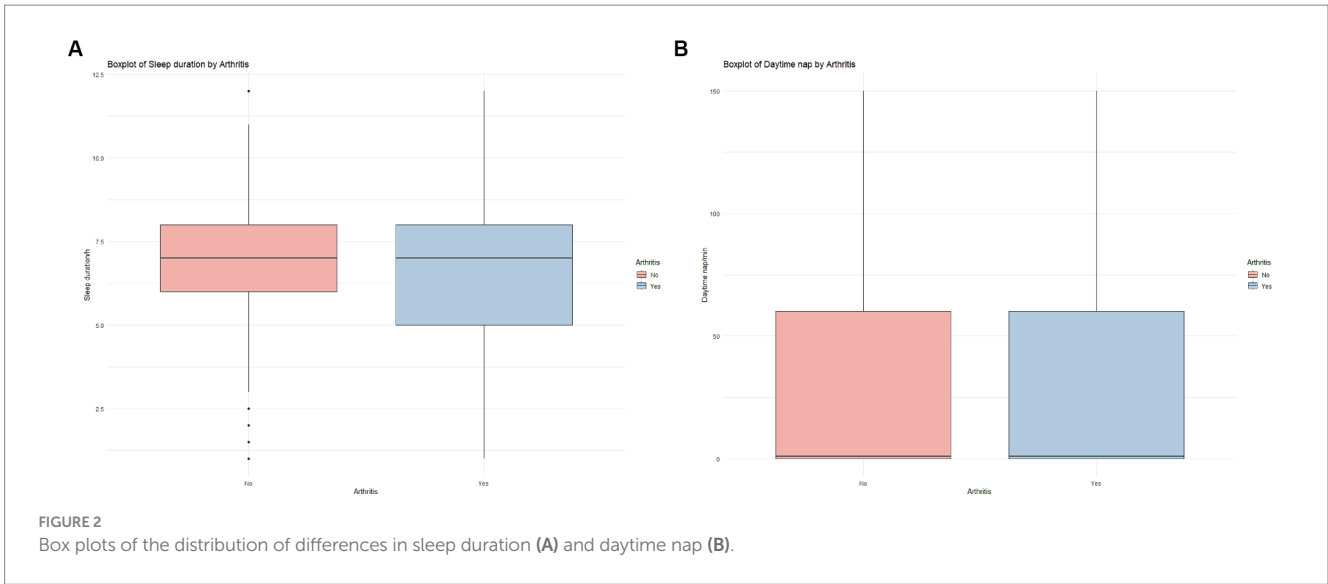 A
Boxplot of Sleep duration by Arthritis
12.5
10.0
7.5
5.0
2.5
Sleep duration/h
No
Yes
Arthritis
Arthritis
No
Yes
B
Boxplot of Daytime nap by Arthritis
150
100
50
0
Daytime nap/min
No
Yes
Arthritis
Arthritis
No
Yes
FIGURE 2
Box plots of the distribution of differences in sleep duration (A) and daytime nap (B).